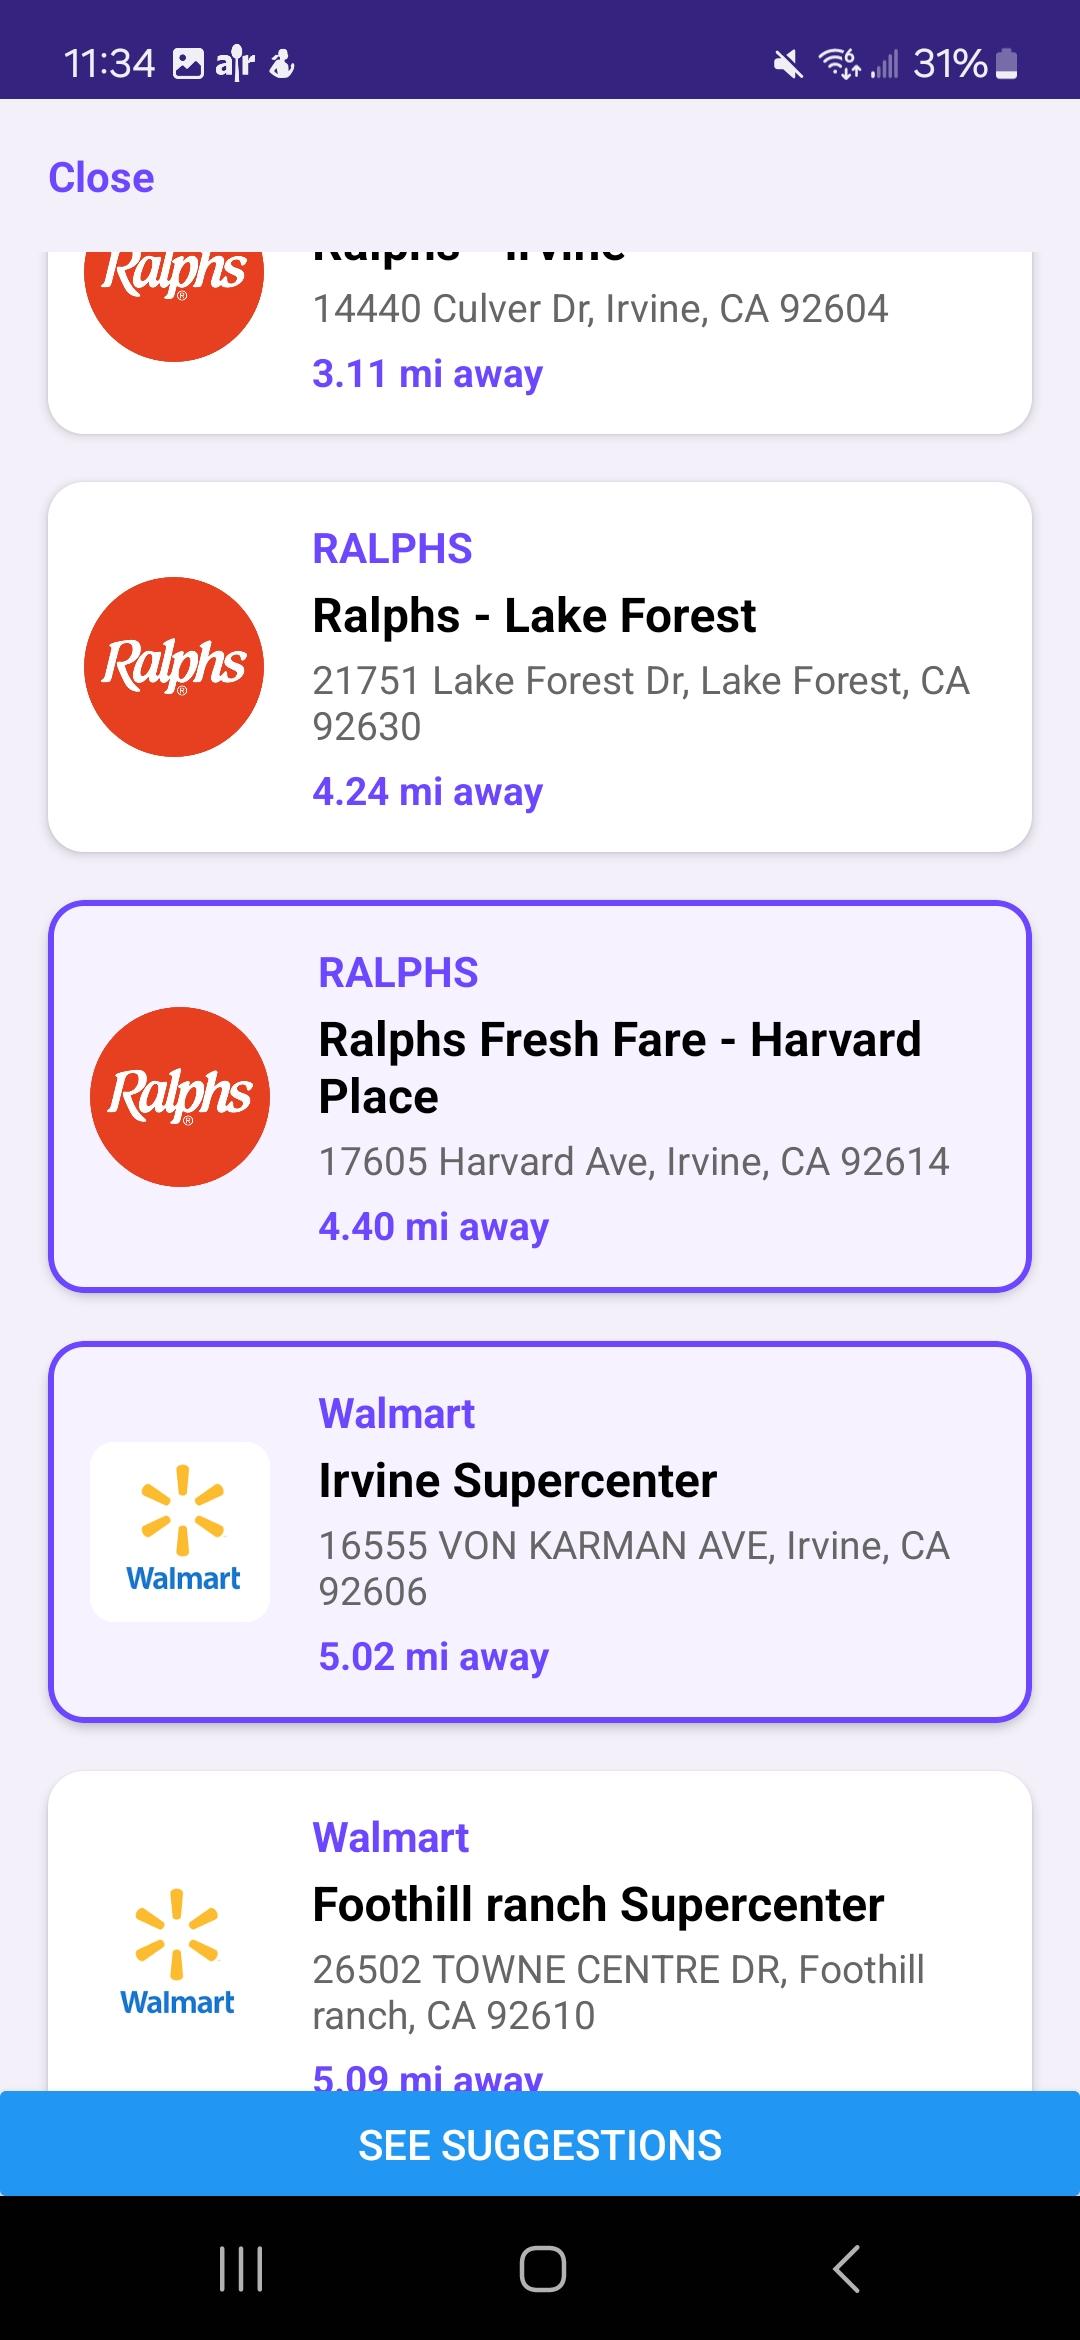 11:34 air 6 31%
Close
Ralphs
Ralphs - Irvine
14440 Culver Dr, Irvine, CA 92604
3.11 mi away
RALPHS
Ralphs - Lake Forest
Ralphs
21751 Lake Forest Dr, Lake Forest, CA
92630
4.24 mi away
RALPHS
Ralphs Fresh Fare - Harvard
Place
Ralphs
17605 Harvard Ave, Irvine, CA 92614
4.40 mi away
Walmart
Irvine Supercenter
16555 VON KARMAN AVE, Irvine, CA
92606
Walmart
5.02 mi away
Walmart
Foothill ranch Supercenter
26502 TOWNE CENTRE DR, Foothill
ranch, CA 92610
Walmart
5.09 mi away
SEE SUGGESTIONS